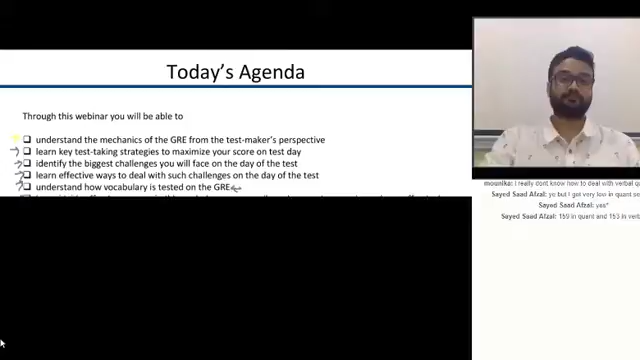 Today's Agenda
Through this webinar you will be able to
understand the mechanics of the GRE from the test-maker's perspective
learn key test-taking strategies to maximize your score on test day
identify the biggest challenges you will face on the day of the test
learn effective ways to deal with such challenges on the day of the test
understand how vocabulary is tested on the GRE
mounika: I really dont know how to deal with verbal qu
Sayed Saad Afzal: ye but I got very low in quant se
Sayed Saad Afzal: yes*
Sayed Saad Afzal: 159 in quant and 153 in verb